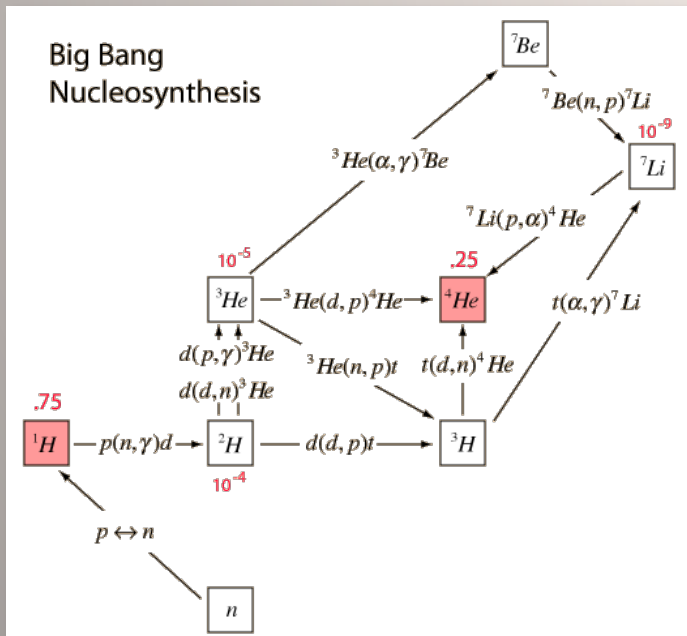 Big Bang
Nucleosynthesis
⁷Be
⁷Be(n, p)⁷Li
10⁻⁹
⁷Li
³He(α,γ)⁷Be
⁷Li(p,α)⁴He
10⁻⁵
.25
³He
³He(d, p)⁴He
⁴He
t(α,γ)⁷Li
d(p,γ)³He
³He(n, p)t
t(d,n)⁴He
d(d,n)³He
.75
¹H
p(n,γ)d
²H
d(d, p)t
³H
10⁻⁴
p↔n
n